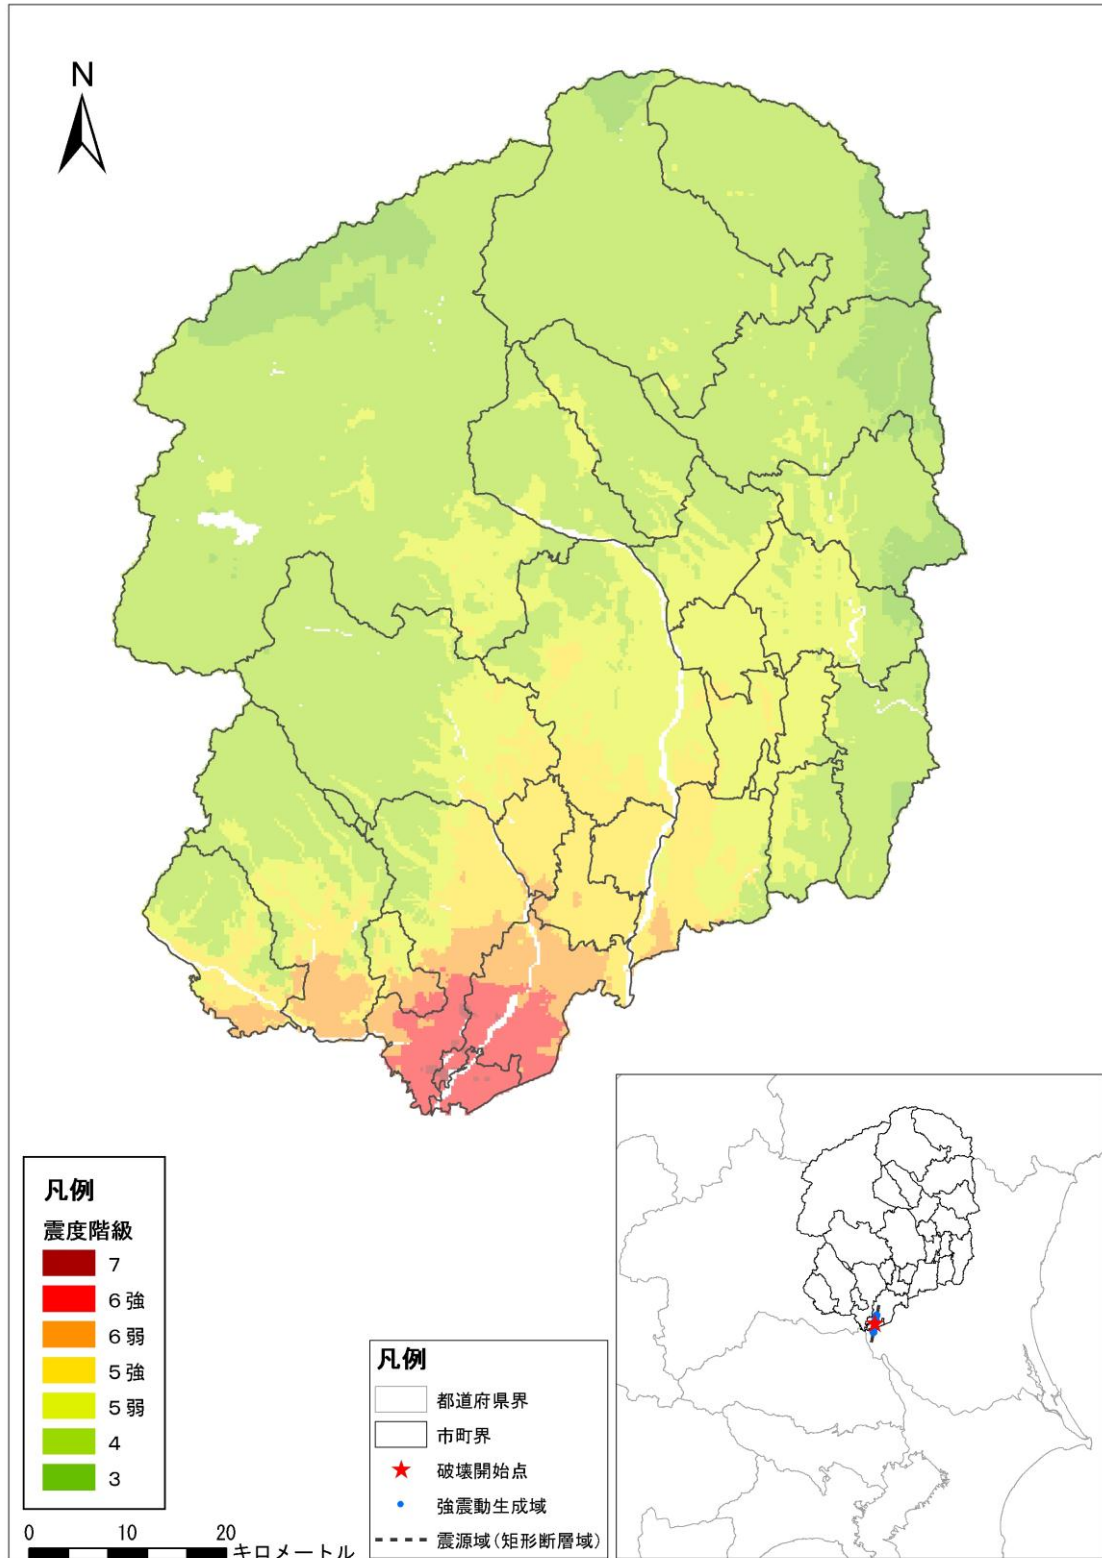 N
凡例
震度階級
7
6強
6弱
5強
5弱
4
3
0 10 20
キロメートル
凡例
都道府県界
市町界
破壊開始点
強震動生成域
震源域(矩形断層域)